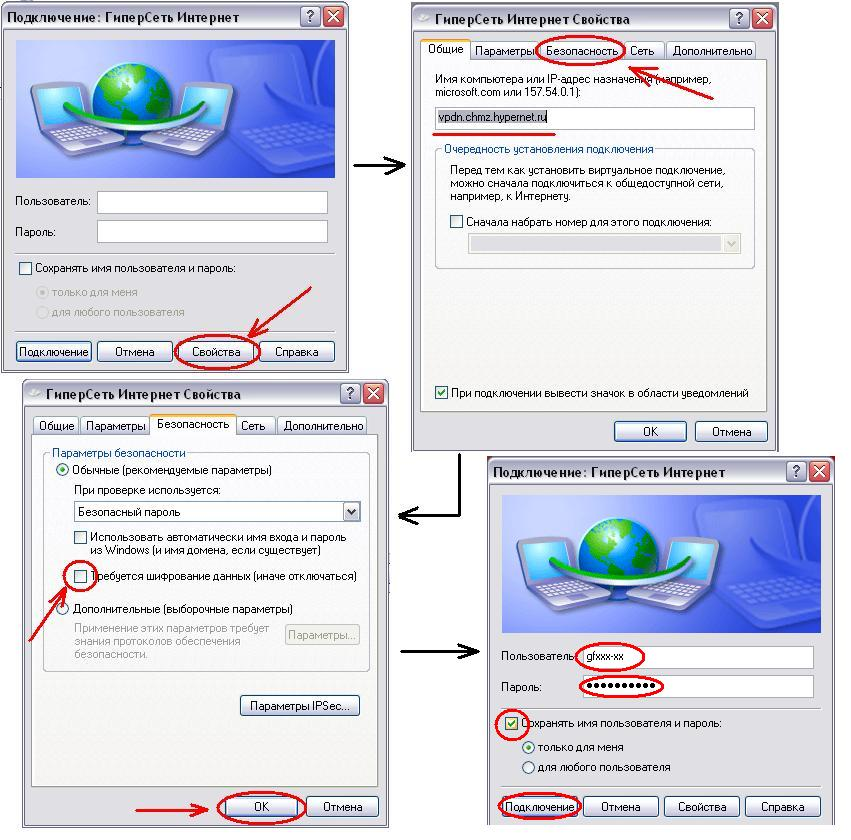 Подключение: ГиперСеть Интернет
Пользователь:
Пароль:
Сохранять имя пользователя и пароль:
только для меня
для любого пользователя
Подключение Отмена Свойства Справка
ГиперСеть Интернет Свойства
Общие Параметры Безопасность Сеть Дополнительно
Имя компьютера или IP-адрес назначения (например,
microsoft.com или 157.54.0.1):
vpdn.chmz.hypernet.ru
Очередность установления подключения
Перед тем как установить виртуальное подключение,
можно сначала подключиться к общедоступной сети,
например, к Интернету.
Сначала набрать номер для этого подключения:
При подключении вывести значок в области уведомлений
OK Отмена
ГиперСеть Интернет Свойства
Общие Параметры Безопасность Сеть Дополнительно
Параметры безопасности
Обычные (рекомендуемые параметры)
При проверке используется:
Безопасный пароль
Использовать автоматически имя входа и пароль
из Windows (и имя домена, если существует)
Требуется шифрование данных (иначе отключаться)
Дополнительные (выборочные параметры)
Применение этих параметров требует
знания протоколов обеспечения
безопасности.
Параметры...
Параметры IPSec...
OK Отмена
Подключение: ГиперСеть Интернет
Пользователь: gfxxx-xx
Пароль: ●●●●●●●●●●
Сохранять имя пользователя и пароль:
только для меня
для любого пользователя
Подключение Отмена Свойства Справка